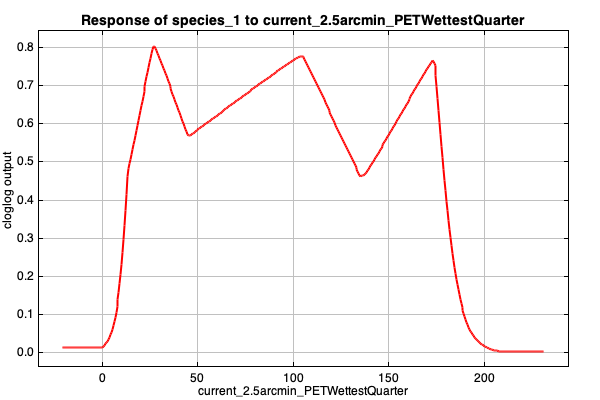 Response of species_1 to current_2.5arcmin_PETWettestQuarter
cloglog output
0.8
0.7
0.6
0.5
0.4
0.3
0.2
0.1
0.0
0 50 100 150 200
current_2.5arcmin_PETWettestQuarter